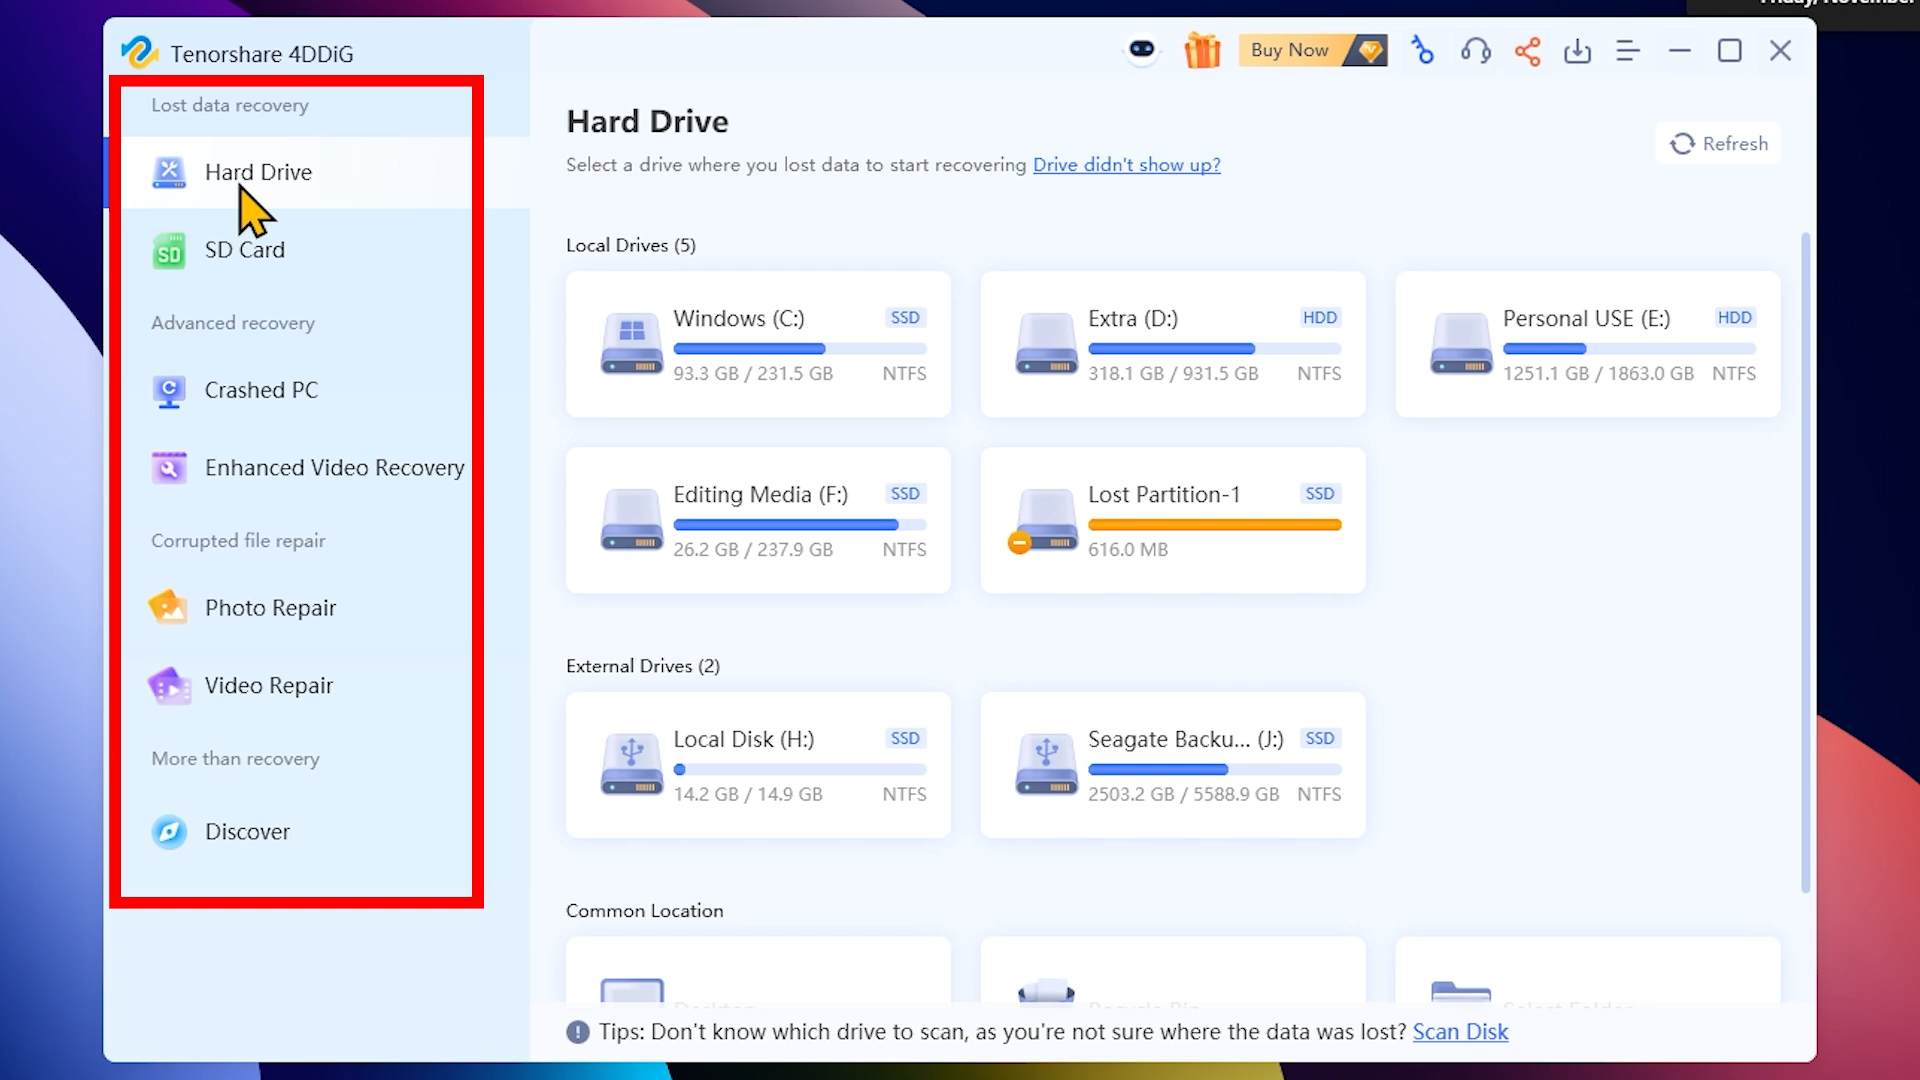 Tenorshare 4DDiG
Buy Now
Lost data recovery
Hard Drive
SD Card
Advanced recovery
Crashed PC
Enhanced Video Recovery
Corrupted file repair
Photo Repair
Video Repair
More than recovery
Discover
Hard Drive
Select a drive where you lost data to start recovering Drive didn't show up?
Refresh
Local Drives (5)
Windows (C:) SSD
93.3 GB / 231.5 GB NTFS
Extra (D:) HDD
318.1 GB / 931.5 GB NTFS
Personal USE (E:) HDD
1251.1 GB / 1863.0 GB NTFS
Editing Media (F:) SSD
26.2 GB / 237.9 GB NTFS
Lost Partition-1 SSD
616.0 MB
External Drives (2)
Local Disk (H:) SSD
14.2 GB / 14.9 GB NTFS
Seagate Backu... (J:) SSD
2503.2 GB / 5588.9 GB NTFS
Common Location
Tips: Don't know which drive to scan, as you're not sure where the data was lost? Scan Disk